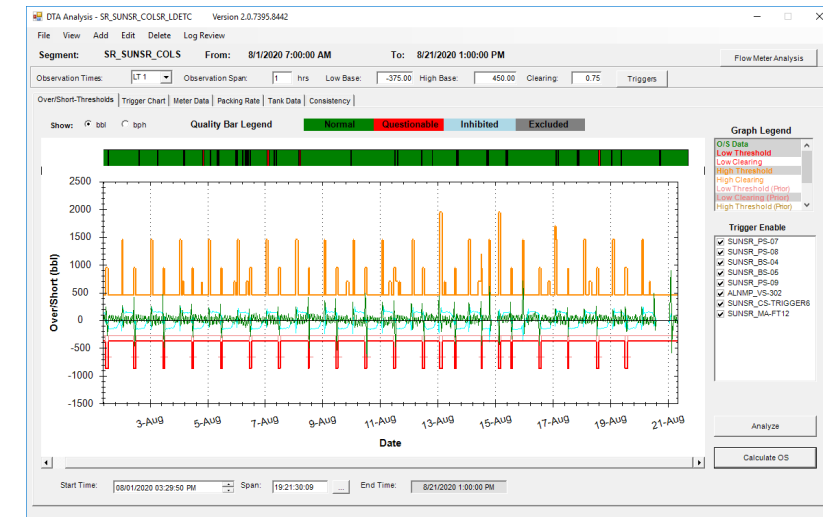 DTA Analysis - SR_SUNSR_COLSR_LDETC Version 2.0.7395.8442
File View Add Edit Delete Log Review
Segment: SR_SUNSR_COLS From: 8/1/2020 7:00:00 AM To: 8/21/2020 1:00:00 PM Flow Meter Analysis
Observation Times: LT 1 Observation Span: 1 hrs Low Base: -375.00 High Base: 450.00 Clearing: 0.75 Triggers
Over/Short-Thresholds Trigger Chart Meter Data Packing Rate Tank Data Consistency
Show: bbl bph Quality Bar Legend Normal Questionable Inhibited Excluded
Graph Legend
O/S Data
Low Threshold
Low Clearing
High Threshold
High Clearing
Low Threshold (Prior)
Low Clearing (Prior)
High Threshold (Prior)
Trigger Enable
SUNSR_PS-07
SUNSR_PS-08
SUNSR_BS-04
SUNSR_BS-05
SUNSR_PS-09
ALNMP_VS-302
SUNSR_CS-TRIGGER6
SUNSR_MA-FT12
Over/Short (bbl)
2500
2000
1500
1000
500
0
-500
-1000
-1500
3-Aug 5-Aug 7-Aug 9-Aug 11-Aug 13-Aug 15-Aug 17-Aug 19-Aug 21-Aug
Date
Analyze
Calculate OS
Start Time: 08/01/2020 03:29:50 PM Span: 19:21:30:09 ... End Time: 8/21/2020 1:00:00 PM